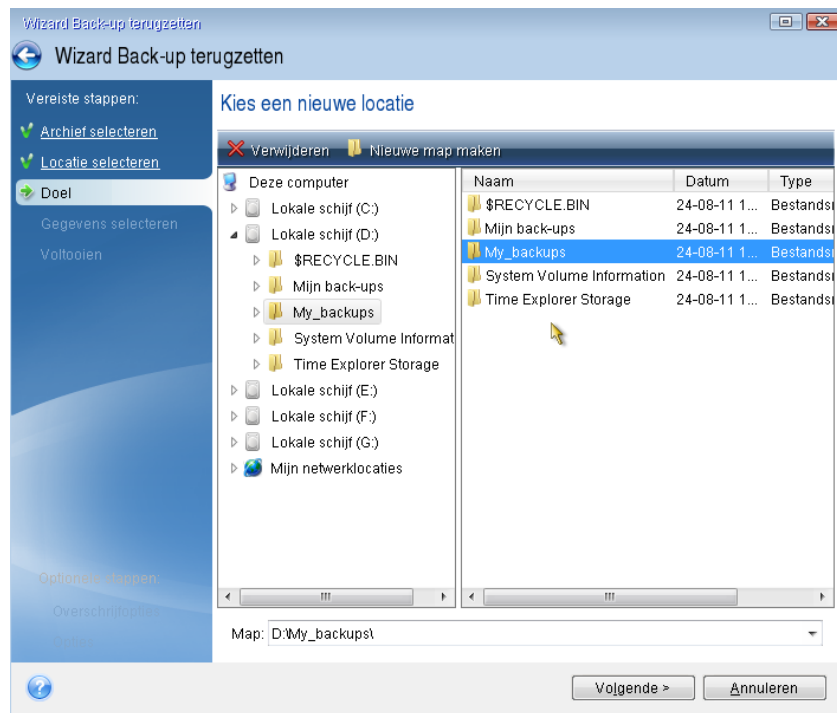 Wizard Back-up terugzetten
Wizard Back-up terugzetten
Vereiste stappen:
Archief selecteren
Locatie selecteren
Doel
Gegevens selecteren
Voltooien
Optionele stappen:
Overschrijfopties
Kies een nieuwe locatie
Verwijderen Nieuwe map maken
Deze computer
Lokale schijf (C:)
Lokale schijf (D:)
$RECYCLE.BIN
Mijn back-ups
My_backups
System Volume Informat
Time Explorer Storage
Lokale schijf (E:)
Lokale schijf (F:)
Lokale schijf (G:)
Mijn netwerklocaties
Naam Datum Type
$RECYCLE.BIN 24-08-11 1... Bestandsı
Mijn back-ups 24-08-11 1... Bestandsı
My_backups 24-08-11 1... Bestandsı
System Volume Information 24-08-11 1... Bestandsı
Time Explorer Storage 24-08-11 1... Bestandsı
Map: D:\My_backups\
Volgende > Annuleren